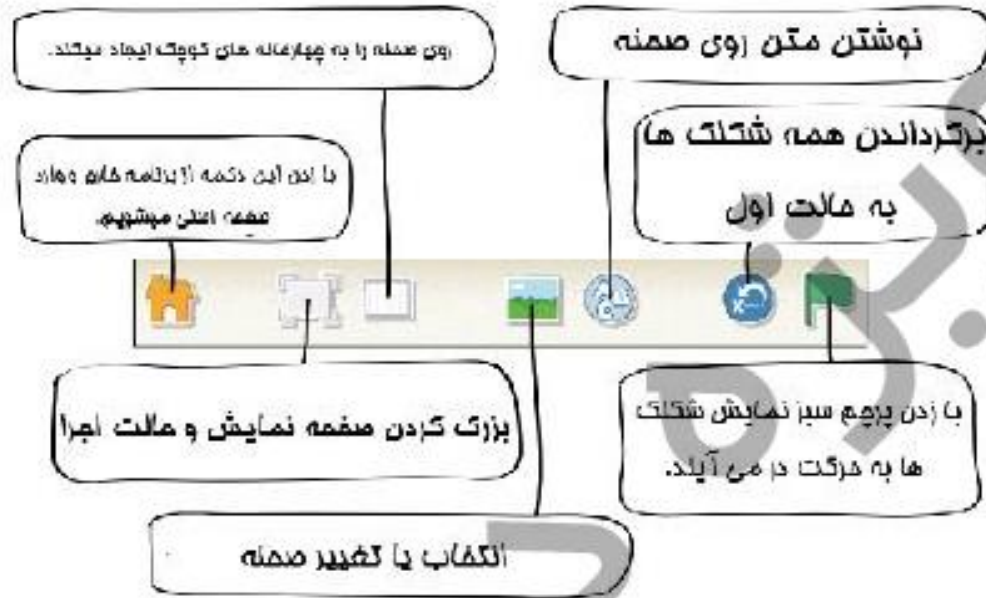 نوشتن متن روی صحنه
روی صحنه را به چهارخانه های کوچک ایجاد میکند.
برگرداندن همه شکلک ها
به حالت اول
با زدن این دکمه از برنامه خارج و وارد
صفحه اصلی میشویم.
با زدن پرچم سبز نمایش شکلک
ها به حرکت در می آیند.
بزرگ کردن صفحه نمایش و حالت اجرا
انتخاب یا تغییر صحنه